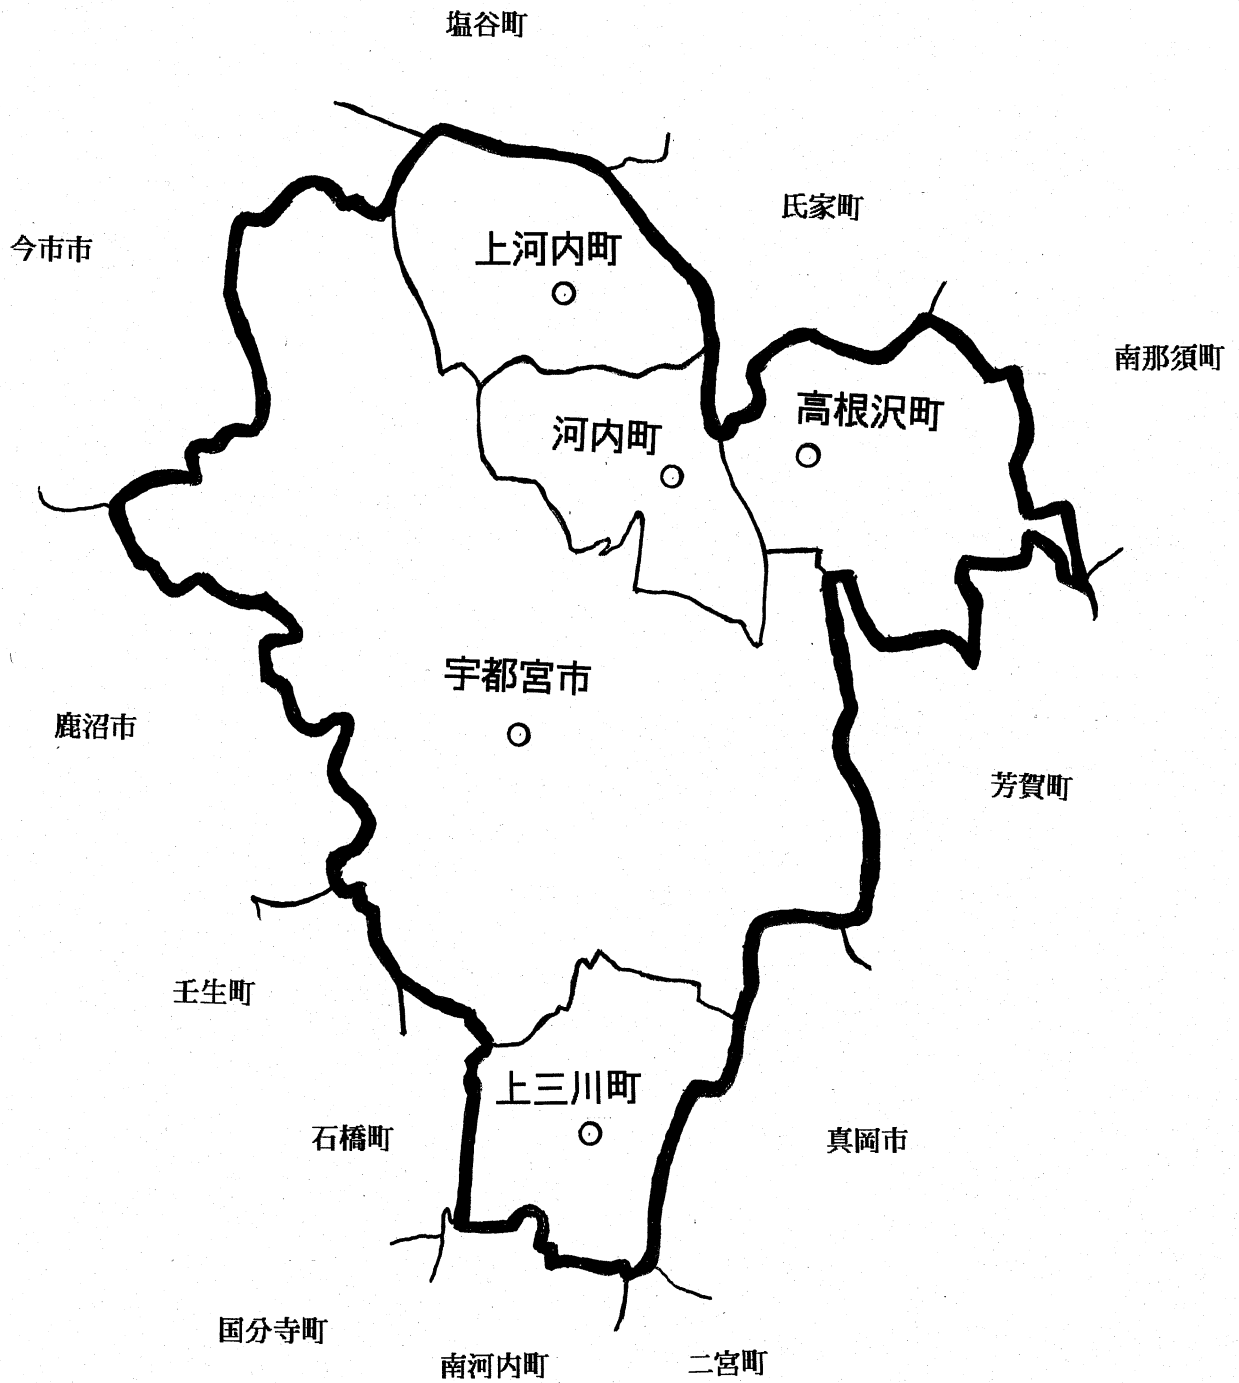 塩谷町
氏家町
今市市
上河内町
南那須町
高根沢町
河内町
宇都宮市
鹿沼市
芳賀町
壬生町
上三川町
石橋町
真岡市
国分寺町
南河内町
二宮町